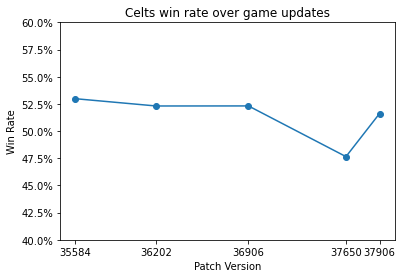 Celts win rate over game updates
60.0%
57.5%
55.0%
52.5%
50.0%
47.5%
45.0%
42.5%
40.0%
Win Rate
35584 36202 36906 37650 37906
Patch Version